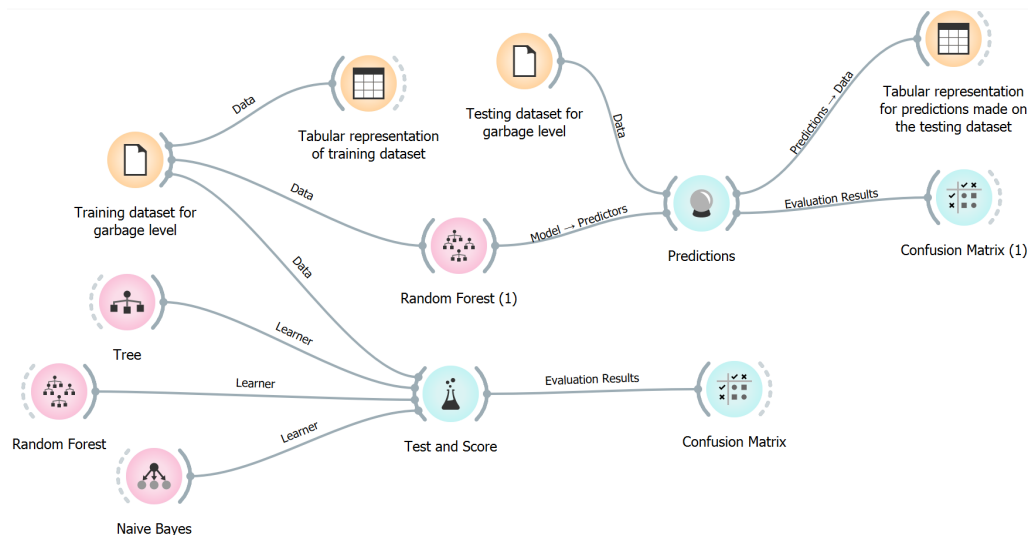 Data
Tabular representation
of training dataset
Testing dataset for
garbage level
Data
Predictions → Data
Tabular representation
for predictions made on
the testing dataset
Training dataset for
garbage level
Data
Data
Random Forest (1)
Model → Predictors
Predictions
Evaluation Results
Confusion Matrix (1)
Tree
Learner
Random Forest
Learner
Naive Bayes
Learner
Test and Score
Evaluation Results
Confusion Matrix